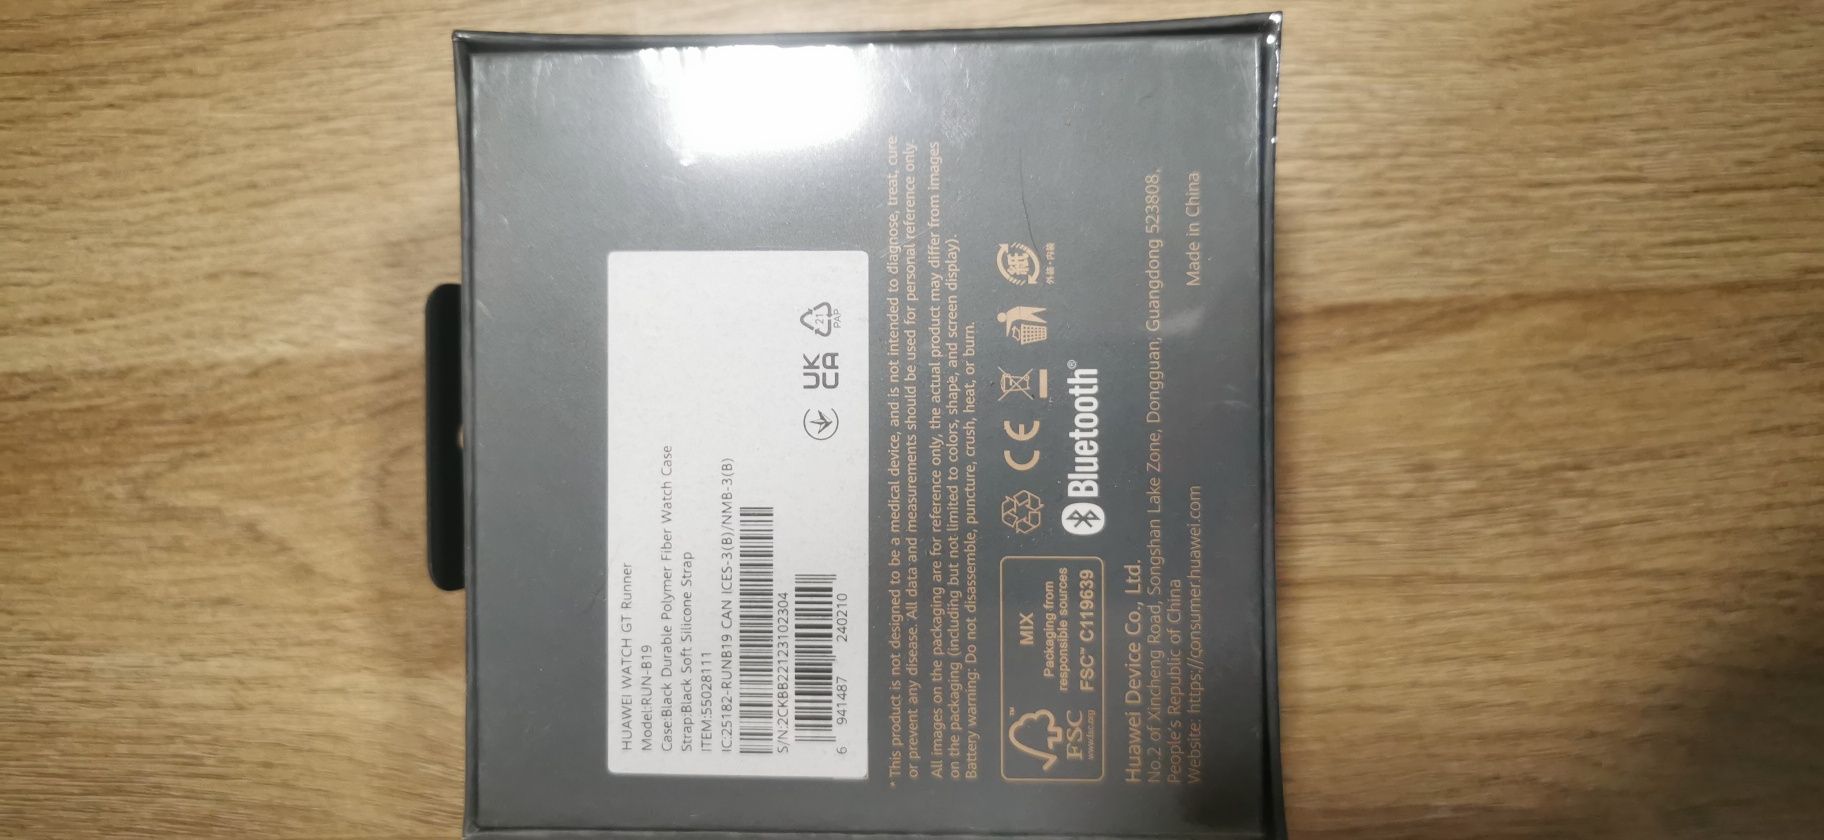 HUAWEI WATCH GT Runner
Model:RUN-B19
Case:Black Durable Polymer Fiber Watch Case
Strap:Black Soft Silicone Strap
ITEM:55028111
IC:25182-RUNB19 CAN ICES-3(B)/NMB-3(B)
S/N:2CKBB22123102304
6 941487 240210
UK
CA
21
PAP
* This product is not designed to be a medical device, and is not intended to diagnose, treat, cure
or prevent any disease. All data and measurements should be used for personal reference only.
All images on the packaging are for reference only, the actual product may differ from images
on the packaging (including but not limited to colors, shape, and screen display).
Battery warning: Do not disassemble, puncture, crush, heat, or burn.
FSC™
www.fsc.org
MIX
Packaging from
responsible sources
FSC™ C119639
CE
紙
外装・内装
Bluetooth®
Huawei Device Co., Ltd.
No.2 of Xincheng Road, Songshan Lake Zone, Dongguan, Guangdong 523808,
People's Republic of China
Website: https://consumer.huawei.com
Made in China